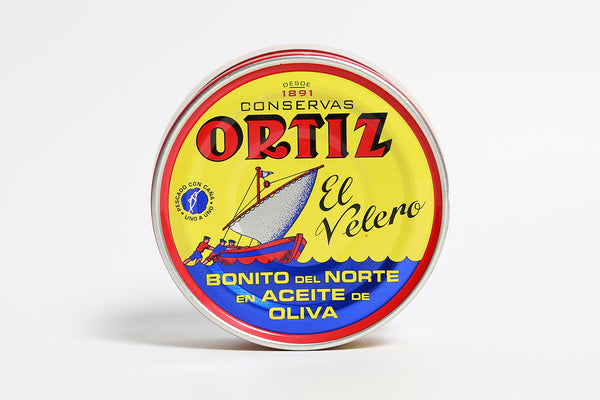 DESDE
1891
CONSERVAS
ORTIZ
El
Velero
PESCADO CON CAÑA
• UNO A UNO •
BONITO DEL NORTE
EN ACEITE DE
OLIVA